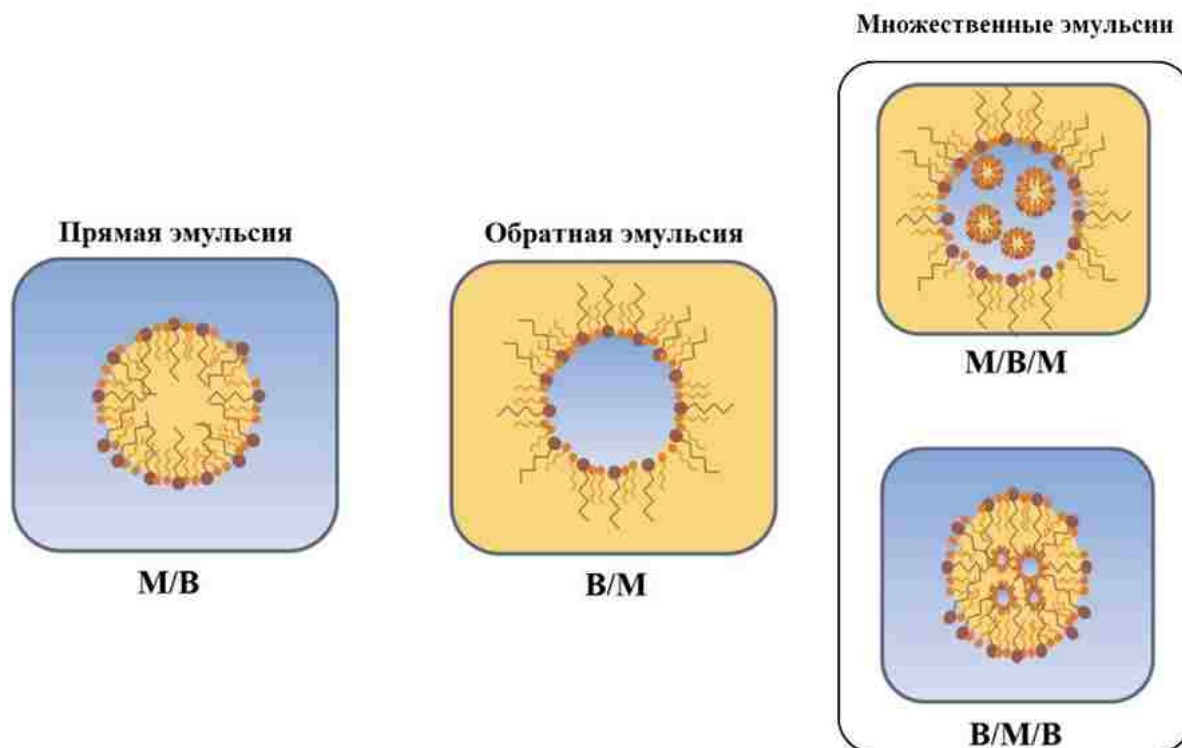 Множественные эмульсии
Прямая эмульсия
Обратная эмульсия
М/В/М
М/В
В/М
В/М/В